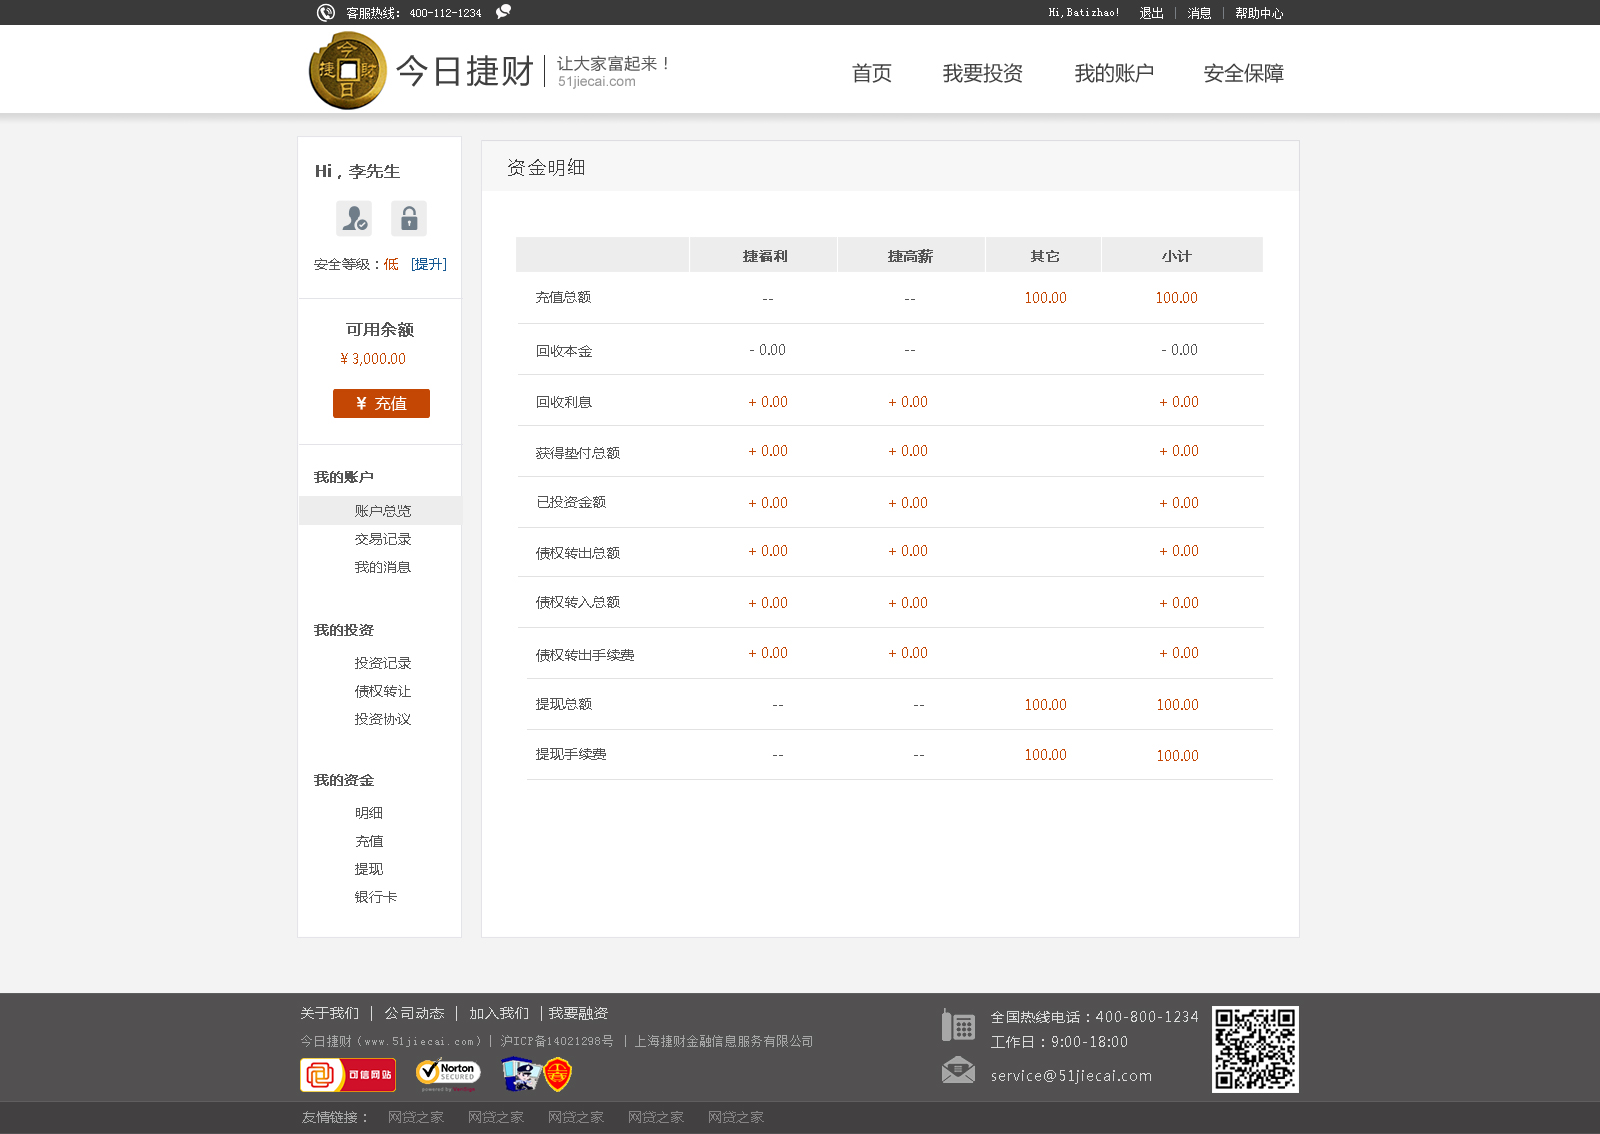 客服热线： 400-112-1234
Hi,Batizhao! 退出 | 消息 | 帮助中心
今日捷财 | 让大家富起来！
51jiecai.com
首页 我要投资 我的账户 安全保障
今 捷 财 日
Hi，李先生
安全等级：低 [提升]
可用余额
¥ 3,000.00
¥ 充值
我的账户
账户总览
交易记录
我的消息
我的投资
投资记录
债权转让
投资协议
我的资金
明细
充值
提现
银行卡
资金明细
捷福利 捷高薪 其它 小计
充值总额 -- -- 100.00 100.00
回收本金 - 0.00 -- - 0.00
回收利息 + 0.00 + 0.00 + 0.00
获得垫付总额 + 0.00 + 0.00 + 0.00
已投资金额 + 0.00 + 0.00 + 0.00
债权转出总额 + 0.00 + 0.00 + 0.00
债权转入总额 + 0.00 + 0.00 + 0.00
债权转出手续费 + 0.00 + 0.00 + 0.00
提现总额 -- -- 100.00 100.00
提现手续费 -- -- 100.00 100.00
关于我们 | 公司动态 | 加入我们 | 我要融资
今日捷财（www.51jiecai.com）| 沪ICP备14021298号 | 上海捷财金融信息服务有限公司
可信网站
Norton
SECURED
全国热线电话：400-800-1234
工作日：9:00-18:00
service@51jiecai.com
友情链接： 网贷之家 网贷之家 网贷之家 网贷之家 网贷之家